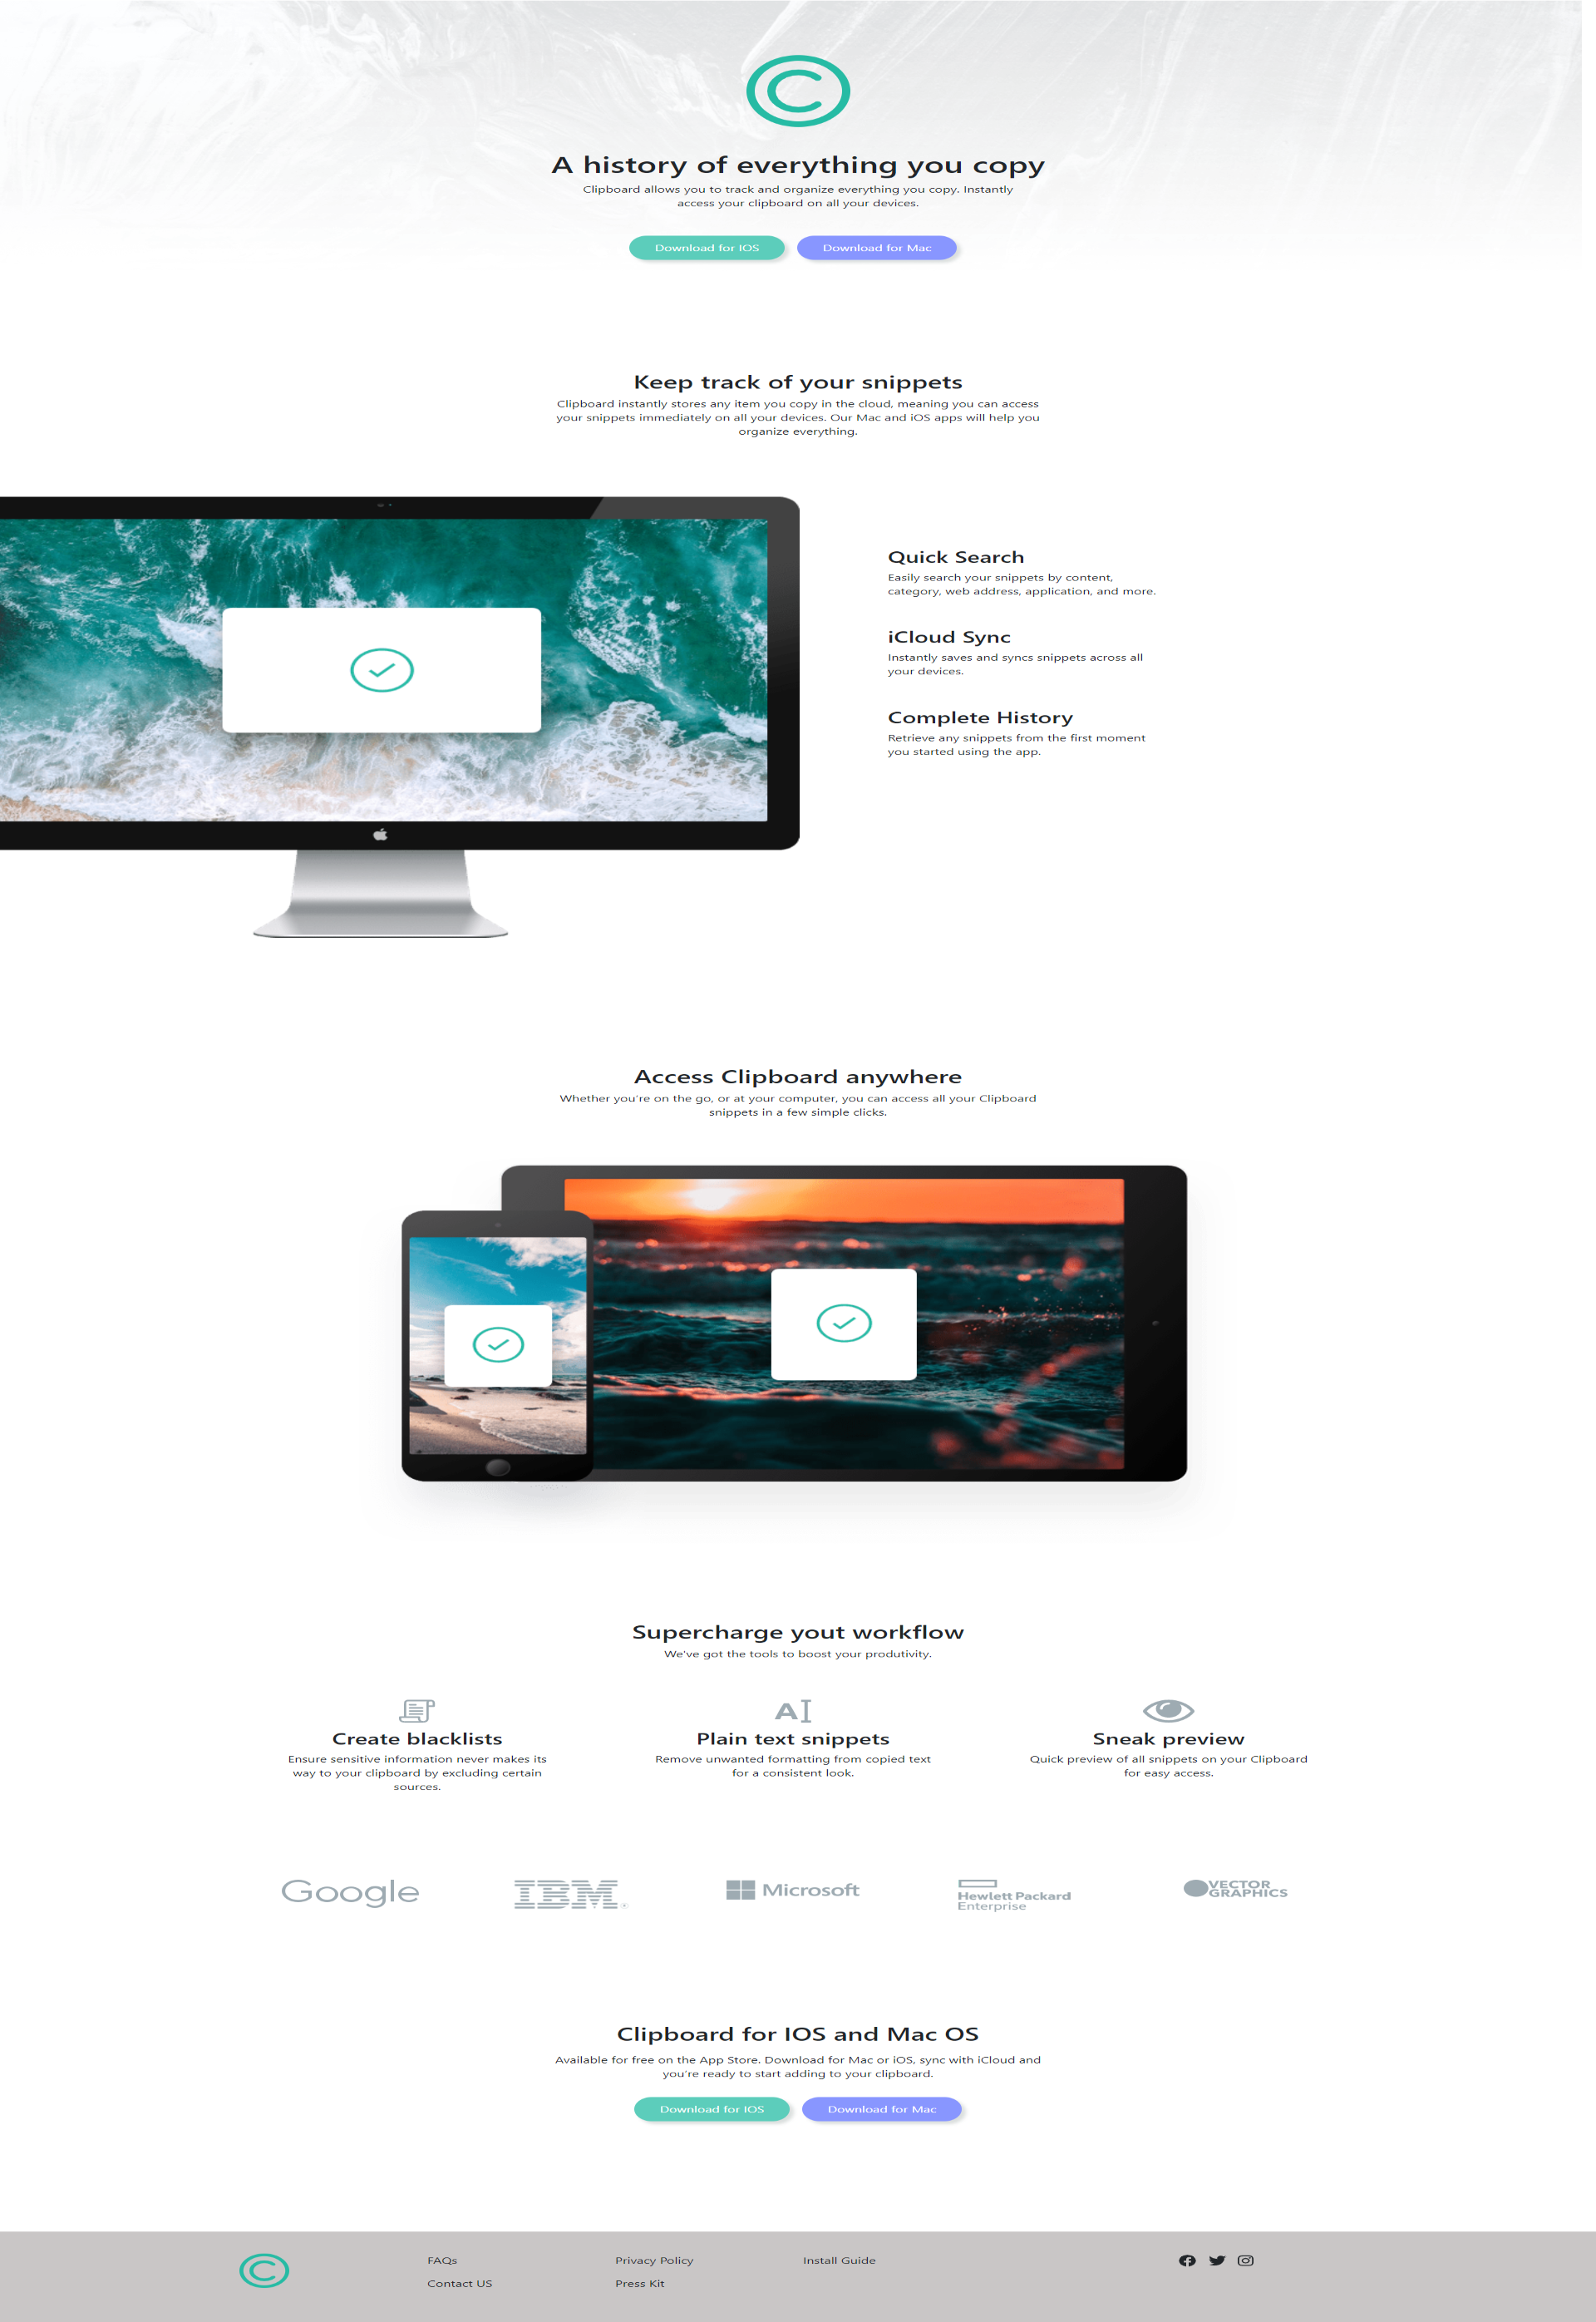 A history of everything you copy
Clipboard allows you to track and organize everything you copy. Instantly
access your clipboard on all your devices.
Download for IOS
Download for Mac
Keep track of your snippets
Clipboard instantly stores any item you copy in the cloud, meaning you can access
your snippets immediately on all your devices. Our Mac and iOS apps will help you
organize everything.
Quick Search
Easily search your snippets by content,
category, web address, application, and more.
iCloud Sync
Instantly saves and syncs snippets across all
your devices.
Complete History
Retrieve any snippets from the first moment
you started using the app.
Access Clipboard anywhere
Whether you're on the go, or at your computer, you can access all your Clipboard
snippets in a few simple clicks.
Supercharge yout workflow
We've got the tools to boost your produtivity.
AI
Create blacklists
Ensure sensitive information never makes its
way to your clipboard by excluding certain
sources.
Plain text snippets
Remove unwanted formatting from copied text
for a consistent look.
Sneak preview
Quick preview of all snippets on your Clipboard
for easy access.
Google
IBM
Microsoft
Hewlett Packard
Enterprise
VECTOR
GRAPHICS
Clipboard for IOS and Mac OS
Available for free on the App Store. Download for Mac or iOS, sync with iCloud and
you're ready to start adding to your clipboard.
Download for IOS
Download for Mac
FAQs
Contact US
Privacy Policy
Press Kit
Install Guide